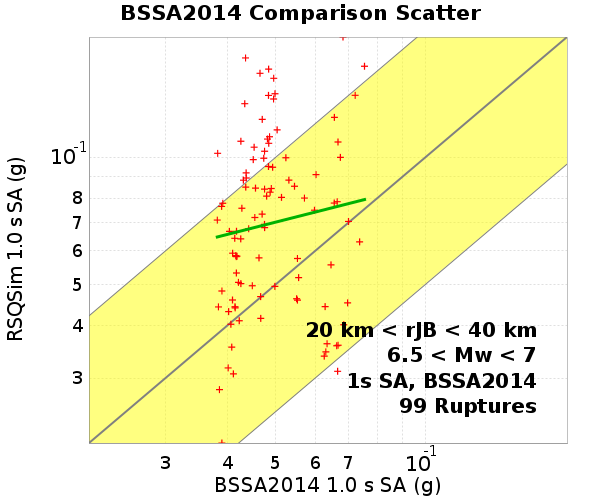 BSSA2014 Comparison Scatter
RSQSim 1.0 s SA (g)
10-1
8
7
6
5
4
3
20 km < rJB < 40 km
6.5 < Mw < 7
1s SA, BSSA2014
99 Ruptures
3 4 5 6 7 10-1
BSSA2014 1.0 s SA (g)